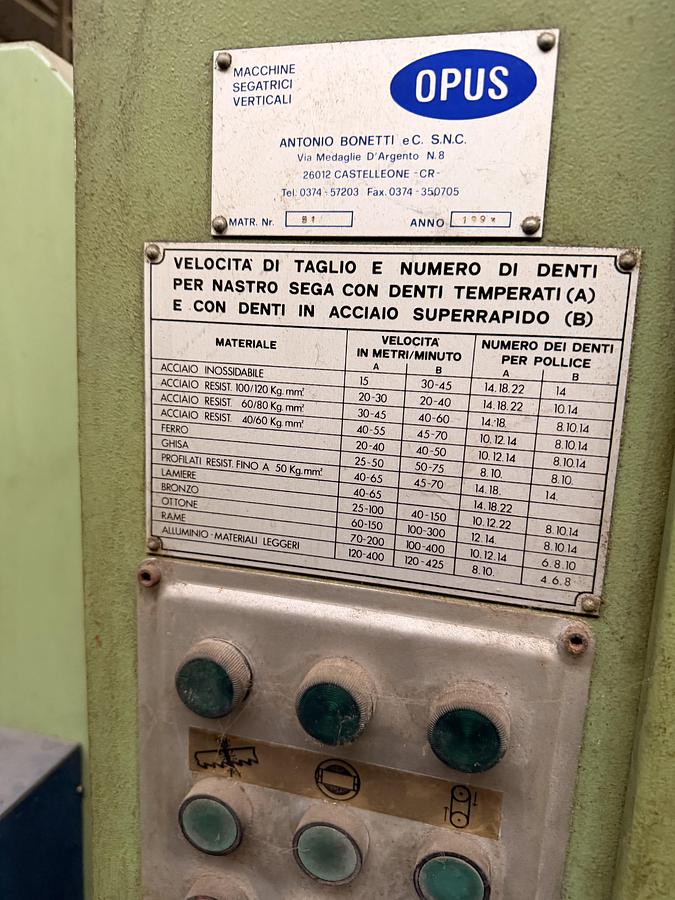 MACCHINE
SEGATRICI
VERTICALI
OPUS
ANTONIO BONETTI e C. S.N.C.
Via Medaglie D'Argento N. 8
26012 CASTELLEONE -CR-
Tel. 0374 - 57203 Fax. 0374 - 350705
MATR. Nr. ANNO
VELOCITA' DI TAGLIO E NUMERO DI DENTI
PER NASTRO SEGA CON DENTI TEMPERATI (A)
E CON DENTI IN ACCIAIO SUPERRAPIDO (B)
MATERIALE VELOCITA' IN METRI/MINUTO NUMERO DEI DENTI PER POLLICE
A B A B
ACCIAIO INOSSIDABILE 15 30-45 14.18.22 14
ACCIAIO RESIST. 100/120 Kg.mm² 20-30 20-40 14.18.22 10.14
ACCIAIO RESIST. 60/80 Kg.mm² 30-45 40-60 14.18. 8.10.14
ACCIAIO RESIST. 40/60 Kg.mm² 40-55 45-70 10.12.14 8.10.14
FERRO 20-40 40-50 10.12.14 8.10.14
GHISA 25-50 50-75 8.10. 8.10.
PROFILATI RESIST. FINO A 50 Kg.mm² 40-65 45-70 14.18. 14.
LAMIERE 40-65 14.18.22
BRONZO 25-100 40-150 10.12.22 8.10.14
OTTONE 60-150 100-300 12.14. 8.10.14
RAME 70-200 100-400 10.12.14 6.8.10
ALLUMINIO-MATERIALI LEGGERI 120-400 120-425 8.10. 4.6.8